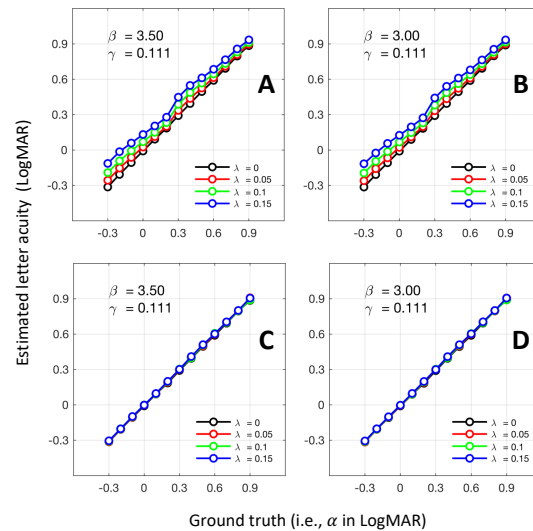 Estimated letter acuity (LogMAR)
0.9
0.6
0.3
0
-0.3
β = 3.50
γ = 0.111
A
λ = 0
λ = 0.05
λ = 0.1
λ = 0.15
-0.3 0 0.3 0.6 0.9
0.9
0.6
0.3
0
-0.3
β = 3.00
γ = 0.111
B
λ = 0
λ = 0.05
λ = 0.1
λ = 0.15
-0.3 0 0.3 0.6 0.9
0.9
0.6
0.3
0
-0.3
β = 3.50
γ = 0.111
C
λ = 0
λ = 0.05
λ = 0.1
λ = 0.15
-0.3 0 0.3 0.6 0.9
0.9
0.6
0.3
0
-0.3
β = 3.00
γ = 0.111
D
λ = 0
λ = 0.05
λ = 0.1
λ = 0.15
-0.3 0 0.3 0.6 0.9
Ground truth (i.e., α in LogMAR)